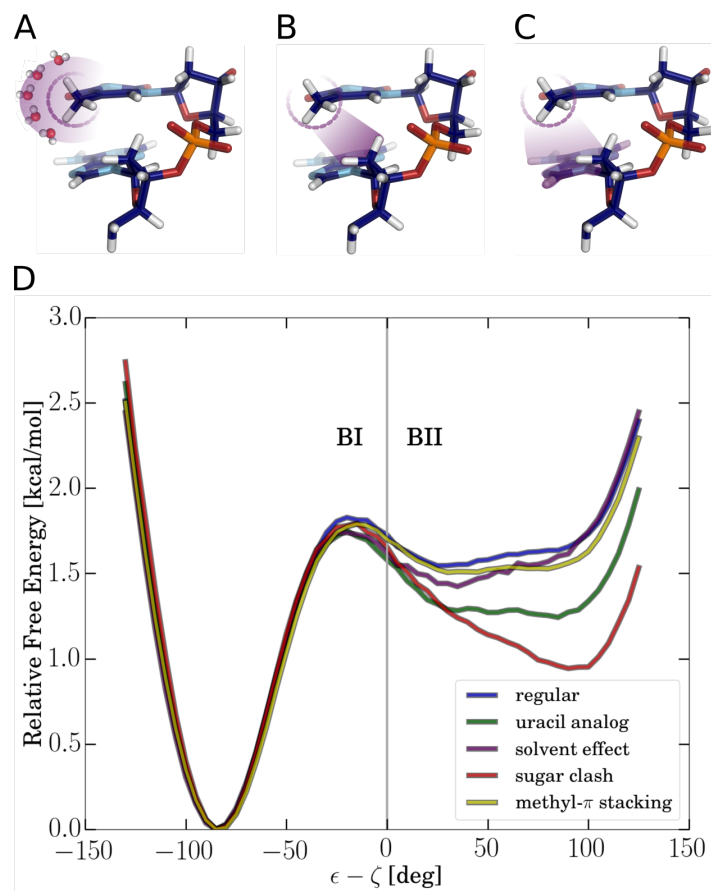 A
B
C
D
3.0
2.5
2.0
1.5
1.0
0.5
0.0
Relative Free Energy [kcal/mol]
BI
BII
regular
uracil analog
solvent effect
sugar clash
methyl-π stacking
−150
−100
−50
0
50
100
150
ϵ − ζ [deg]